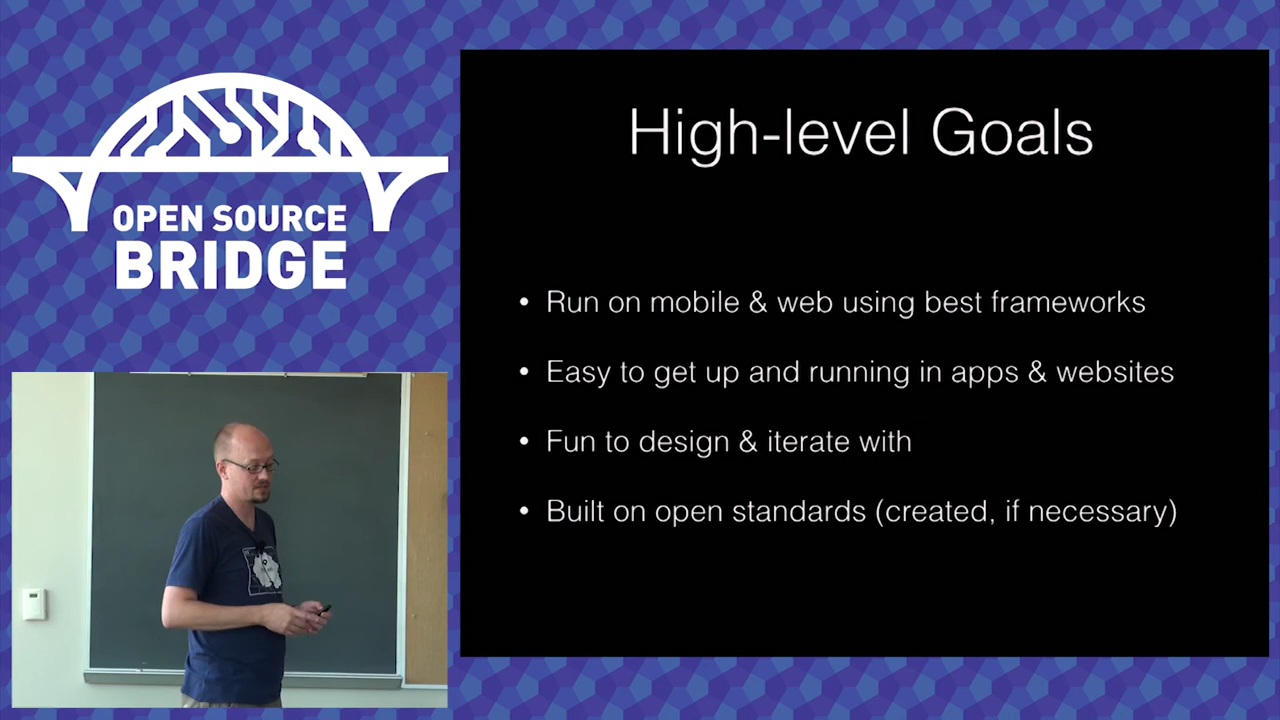 OPEN SOURCE
BRIDGE
High-level Goals
• Run on mobile & web using best frameworks
• Easy to get up and running in apps & websites
• Fun to design & iterate with
• Built on open standards (created, if necessary)